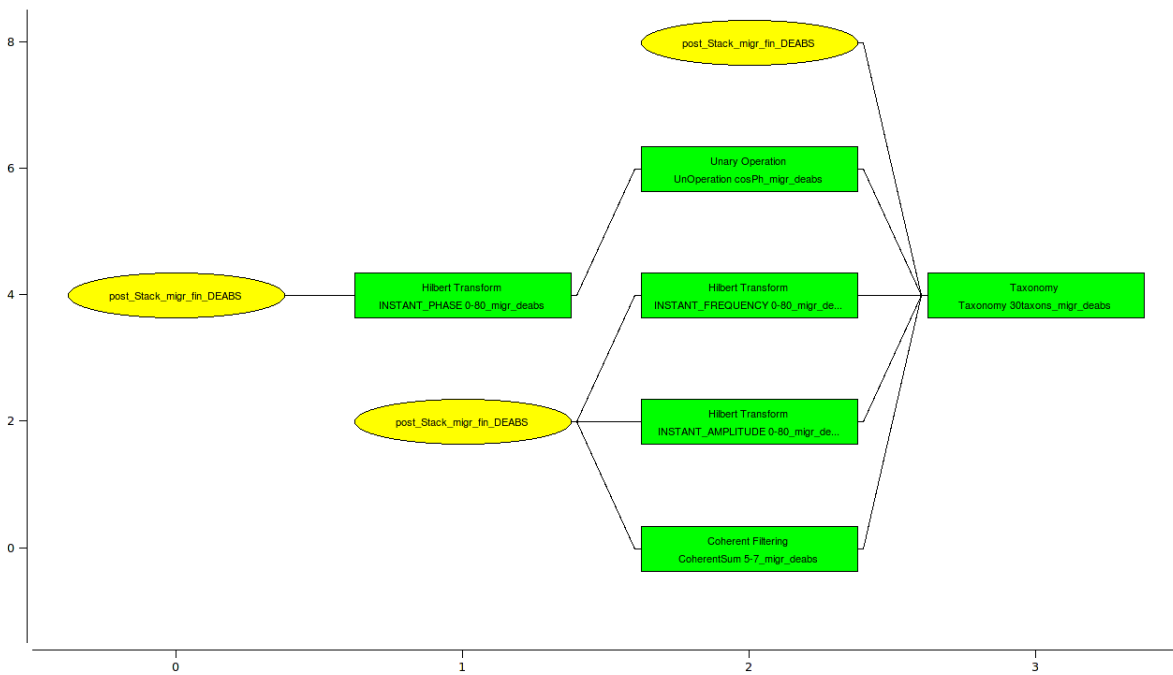 8
post_Stack_migr_fin_DEABS
6
Unary Operation
UnOperation cosPh_migr_deabs
4
post_Stack_migr_fin_DEABS
Hilbert Transform
INSTANT_PHASE 0-80_migr_deabs
Hilbert Transform
INSTANT_FREQUENCY 0-80_migr_de...
Taxonomy
Taxonomy 30taxons_migr_deabs
2
post_Stack_migr_fin_DEABS
Hilbert Transform
INSTANT_AMPLITUDE 0-80_migr_de...
0
Coherent Filtering
CoherentSum 5-7_migr_deabs
0 1 2 3